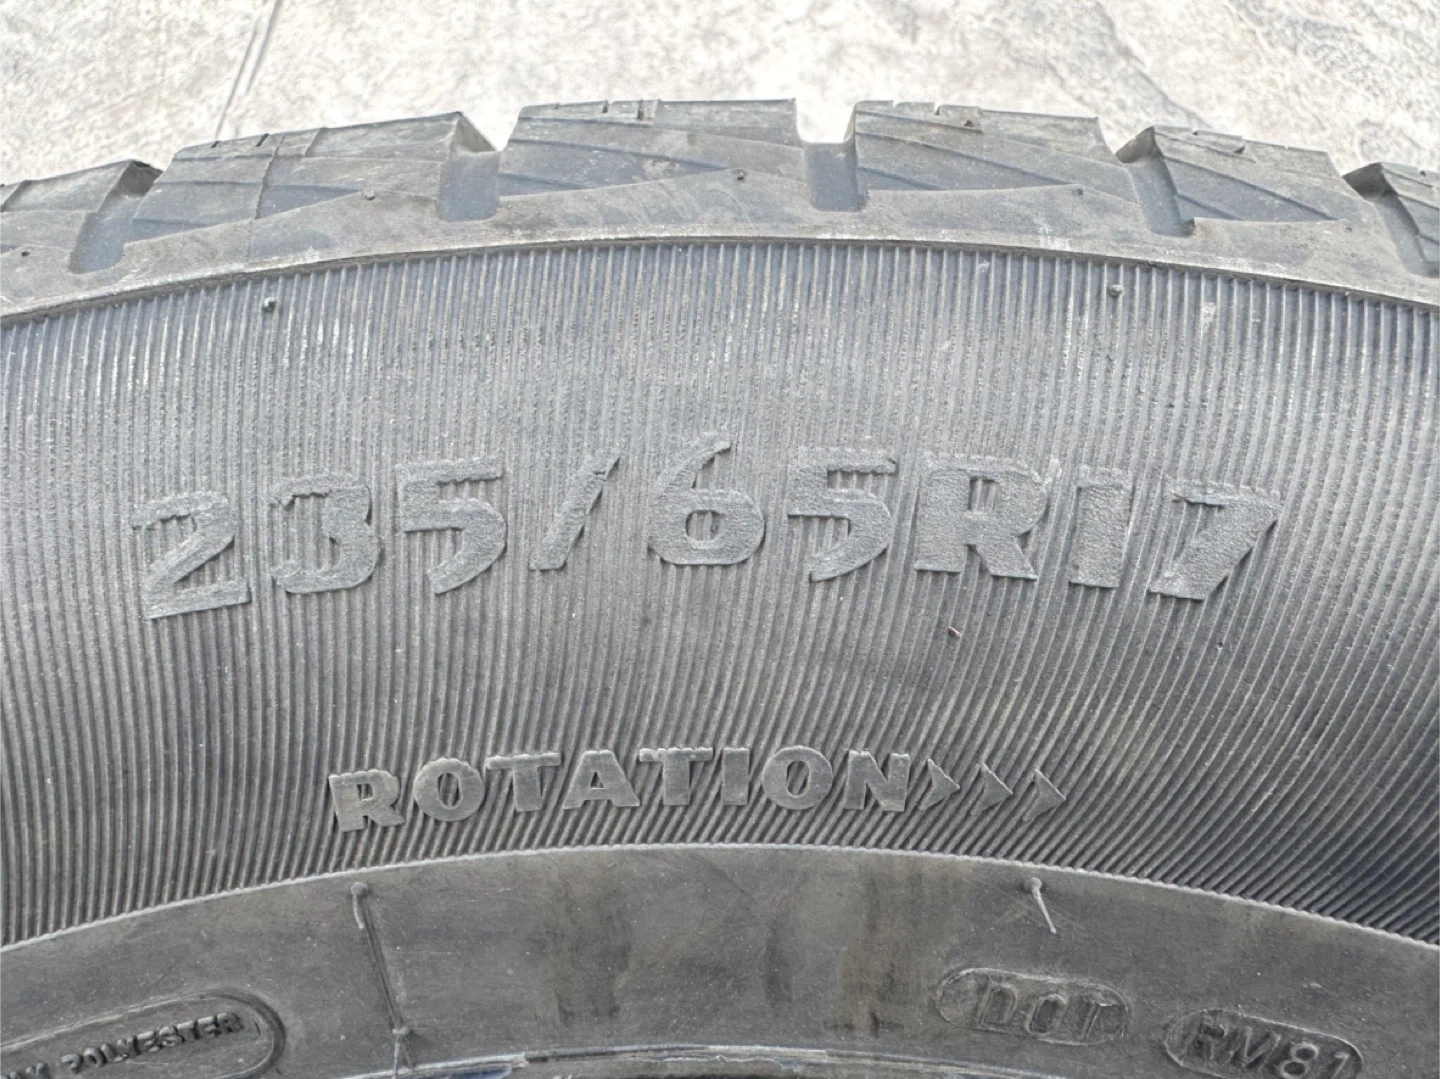 235/65R17
ROTATION>>>
POLYESTER
DOT RM81